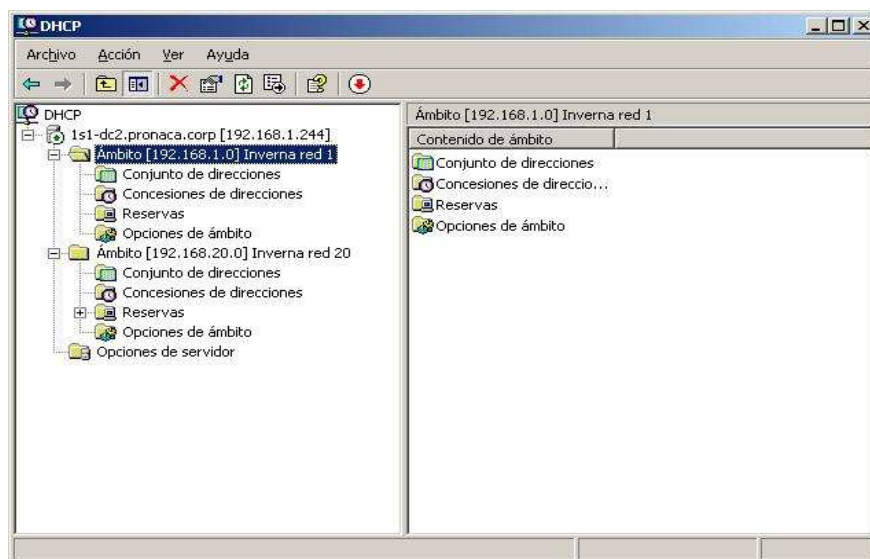 DHCP
Archivo Acción Ver Ayuda
DHCP
1s1-dc2.pronaca.corp [192.168.1.244]
Ámbito [192.168.1.0] Inverna red 1
Conjunto de direcciones
Concesiones de direcciones
Reservas
Opciones de ámbito
Ámbito [192.168.20.0] Inverna red 20
Conjunto de direcciones
Concesiones de direcciones
Reservas
Opciones de ámbito
Opciones de servidor
Ámbito [192.168.1.0] Inverna red 1
Contenido de ámbito
Conjunto de direcciones
Concesiones de direccio...
Reservas
Opciones de ámbito